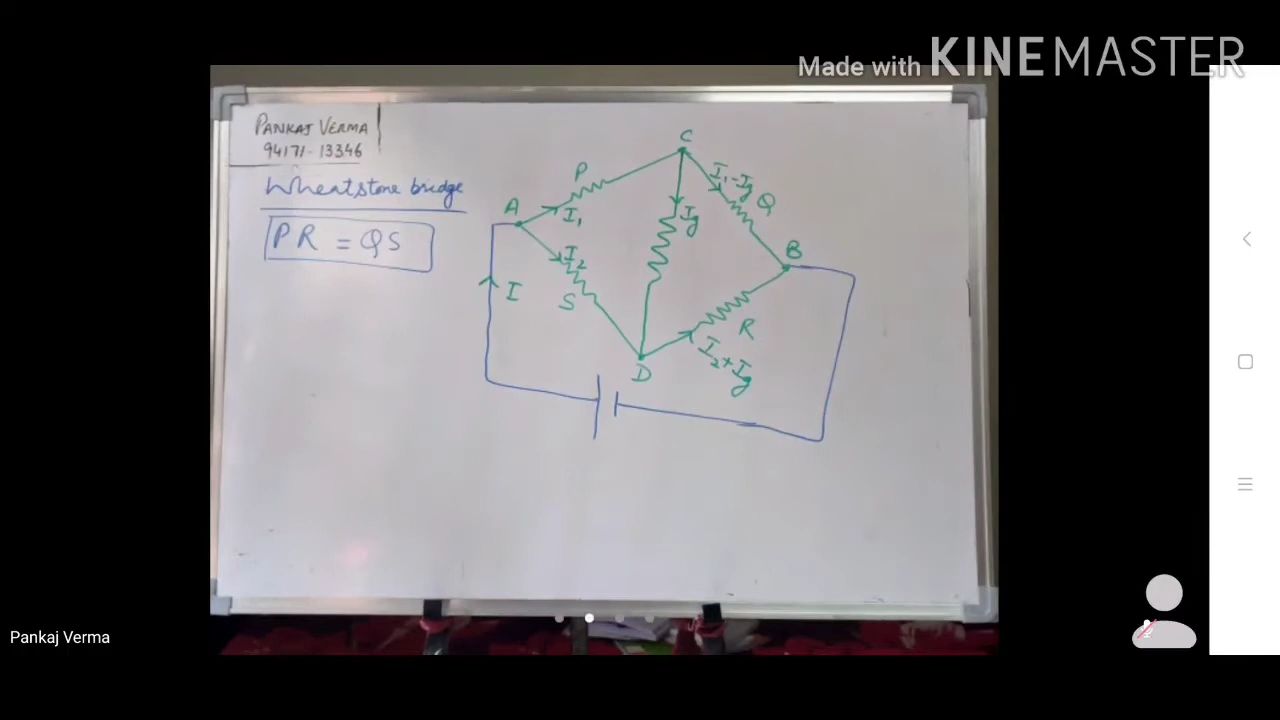 Made with KINEMASTER
PANKAJ VERMA
94171-13346
Wheatstone bridge
PR = QS
C
P
I₁-Ig
Q
A
I₁
Ig
I₂
B
I
S
R
D
I₂+Ig
Pankaj Verma